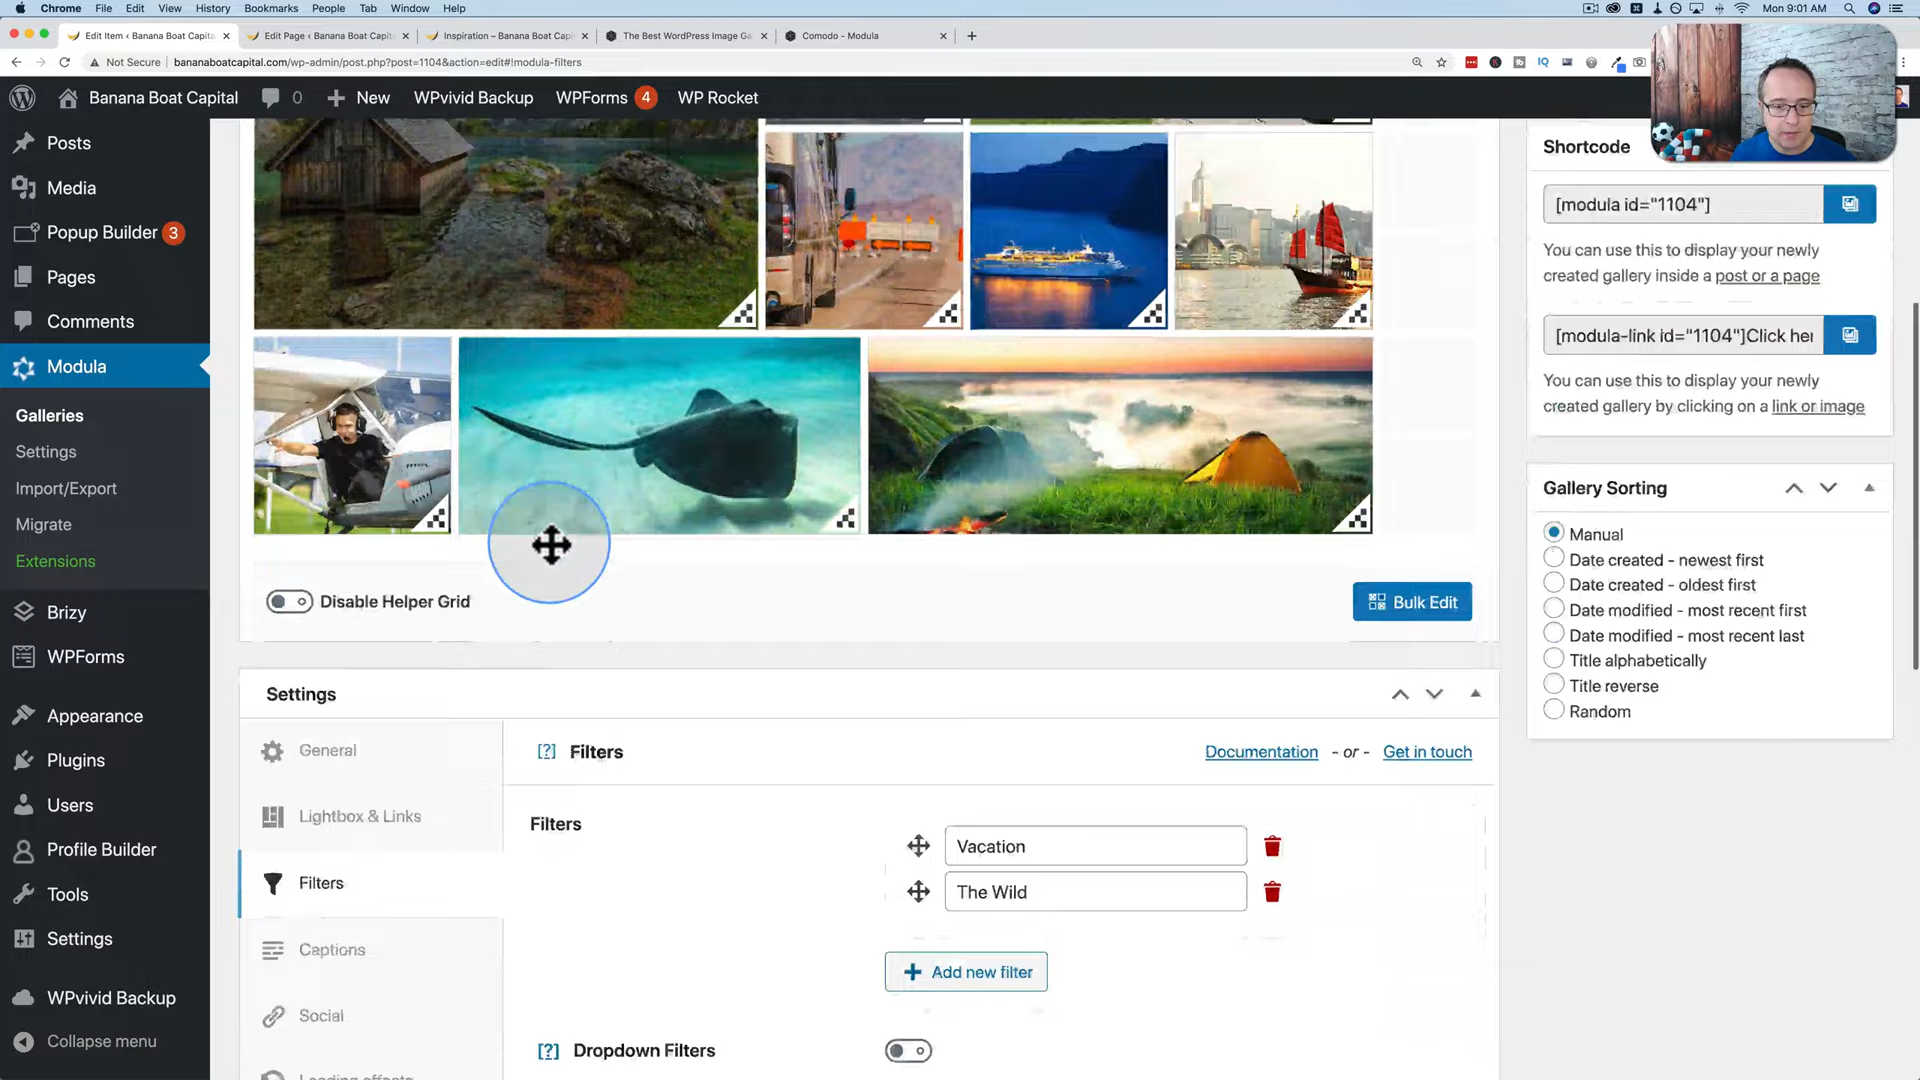 Chrome File Edit View History Bookmarks People Tab Window Help Mon 9:01 AM
Edit Item ‹ Banana Boat Capita Edit Page ‹ Banana Boat Capit Inspiration – Banana Boat Capi The Best WordPress Image Ga Comodo - Modula
Not Secure bananaboatcapital.com/wp-admin/post.php?post=1104&action=edit#!modula-filters
Banana Boat Capital 0 New WPvivid Backup WPForms 4 WP Rocket
Posts
Media
Popup Builder 3
Pages
Comments
Modula
Galleries
Settings
Import/Export
Migrate
Extensions
Brizy
WPForms
Appearance
Plugins
Users
Profile Builder
Tools
Settings
WPvivid Backup
Collapse menu
Disable Helper Grid
Bulk Edit
Settings
General
Lightbox & Links
Filters
Captions
Social
Loading effects
[?] Filters
Documentation - or - Get in touch
Filters
Vacation
The Wild
Add new filter
[?] Dropdown Filters
Shortcode
[modula id="1104"]
You can use this to display your newly
created gallery inside a post or a page
[modula-link id="1104"]Click her
You can use this to display your newly
created gallery by clicking on a link or image
Gallery Sorting
Manual
Date created - newest first
Date created - oldest first
Date modified - most recent first
Date modified - most recent last
Title alphabetically
Title reverse
Random